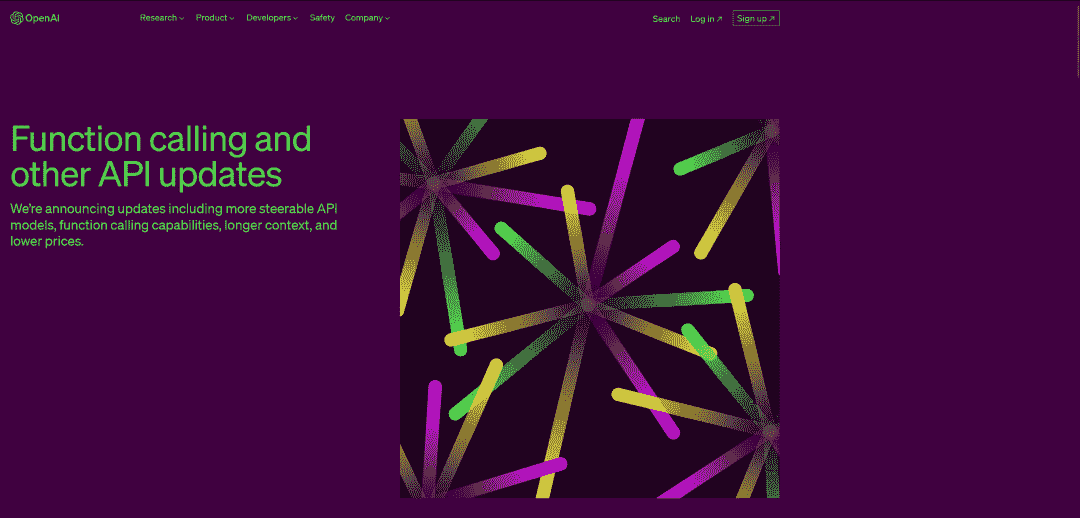 OpenAI Research Product Developers Safety Company Search Log in ↗ Sign up ↗
Function calling and
other API updates
We're announcing updates including more steerable API
models, function calling capabilities, longer context, and
lower prices.